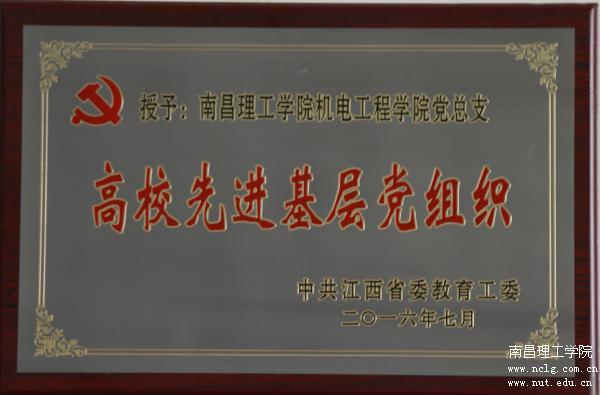 授予：南昌理工学院机电工程学院党总支
高校先进基层党组织
中共江西省委教育工委
二〇一六年七月
南昌理工学院
www.nclg.com.cn
www.nut.edu.cn